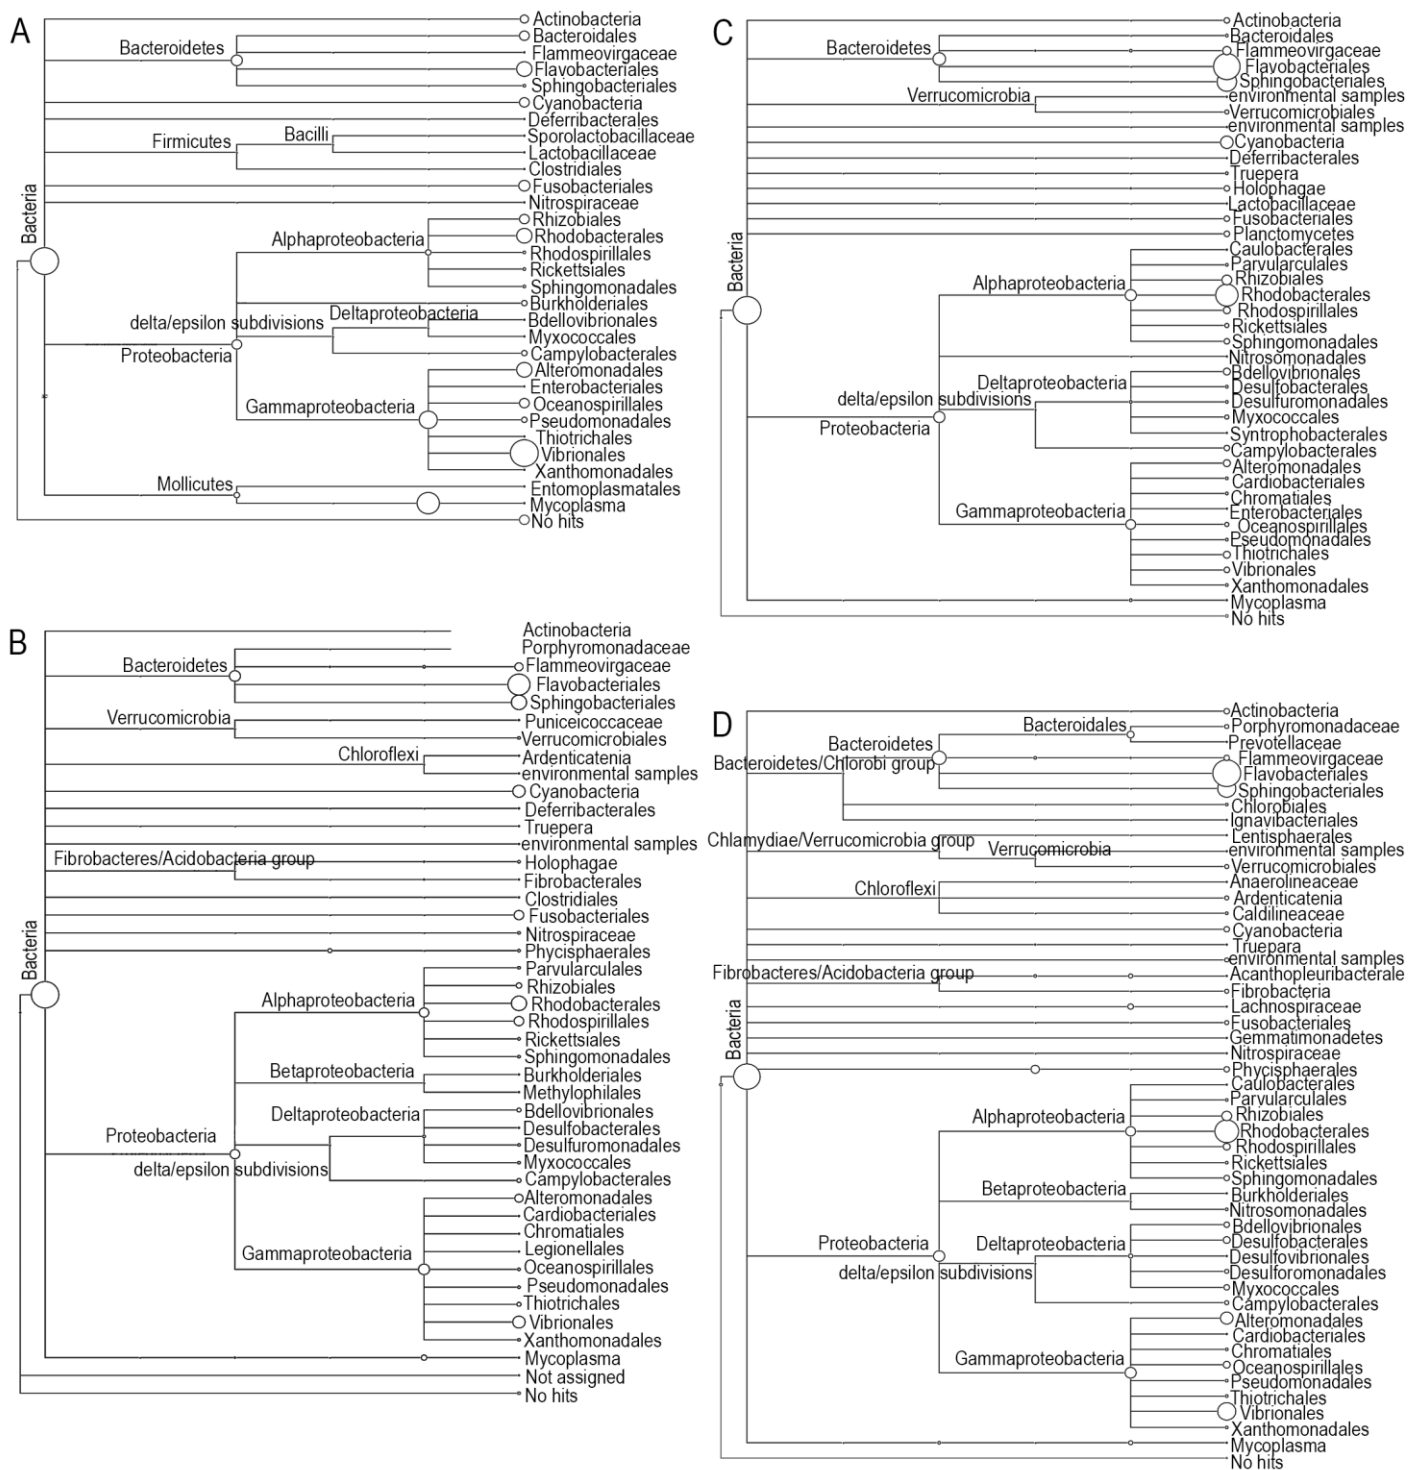 A
Actinobacteria
Bacteroidales
Bacteroidetes
Flammeovirgaceae
Flavobacteriales
Sphingobacteriales
Cyanobacteria
Deferribacterales
Firmicutes
Bacilli
Sporolactobacillaceae
Lactobacillaceae
Clostridiales
Fusobacteriales
Nitrospiraceae
Bacteria
Rhizobiales
Alphaproteobacteria
Rhodobacterales
Rhodospirillales
Rickettsiales
Sphingomonadales
Burkholderiales
delta/epsilon subdivisions
Deltaproteobacteria
Bdellovibrionales
Myxococcales
Proteobacteria
Campylobacterales
Alteromonadales
Enterobacteriales
Gammaproteobacteria
Oceanospirillales
Pseudomonadales
Thiotrichales
Vibrionales
Xanthomonadales
Mollicutes
Entomoplasmatales
Mycoplasma
No hits
B
Actinobacteria
Porphyromonadaceae
Bacteroidetes
Flammeovirgaceae
Flavobacteriales
Sphingobacteriales
Verrucomicrobia
Puniceicoccaceae
Verrucomicrobiales
Chloroflexi
Ardenticatenia
environmental samples
Cyanobacteria
Deferribacterales
Truepera
environmental samples
Fibrobacteres/Acidobacteria group
Holophagae
Fibrobacterales
Clostridiales
Fusobacteriales
Nitrospiraceae
Phycisphaerales
Bacteria
Parvularculales
Rhizobiales
Alphaproteobacteria
Rhodobacterales
Rhodospirillales
Rickettsiales
Sphingomonadales
Betaproteobacteria
Burkholderiales
Methylophilales
Deltaproteobacteria
Bdellovibrionales
Desulfobacterales
Proteobacteria
Desulfuromonadales
Myxococcales
delta/epsilon subdivisions
Campylobacterales
Alteromonadales
Cardiobacteriales
Chromatiales
Gammaproteobacteria
Legionellales
Oceanospirillales
Pseudomonadales
Thiotrichales
Vibrionales
Xanthomonadales
Mycoplasma
Not assigned
No hits
C
Actinobacteria
Bacteroidales
Bacteroidetes
Flammeovirgaceae
Flavobacteriales
Sphingobacteriales
Verrucomicrobia
environmental samples
Verrucomicrobiales
environmental samples
Cyanobacteria
Deferribacterales
Truepera
Holophagae
Lactobacillaceae
Fusobacteriales
Planctomycetes
Bacteria
Caulobacterales
Parvularculales
Alphaproteobacteria
Rhizobiales
Rhodobacterales
Rhodospirillales
Rickettsiales
Sphingomonadales
Nitrosomonadales
Deltaproteobacteria
Bdellovibrionales
Desulfobacterales
delta/epsilon subdivisions
Desulfuromonadales
Myxococcales
Proteobacteria
Syntrophobacterales
Campylobacterales
Alteromonadales
Cardiobacteriales
Chromatiales
Gammaproteobacteria
Enterobacteriales
Oceanospirillales
Pseudomonadales
Thiotrichales
Vibrionales
Xanthomonadales
Mycoplasma
No hits
D
Actinobacteria
Bacteroidales
Porphyromonadaceae
Bacteroidetes
Prevotellaceae
Bacteroidetes/Chlorobi group
Flammeovirgaceae
Flavobacteriales
Sphingobacteriales
Chlorobiales
Ignavibacteriales
Chlamydiae/Verrucomicrobia group
Lentisphaerales
Verrucomicrobia
environmental samples
Verrucomicrobiales
Chloroflexi
Anaerolineaceae
Ardenticatenia
Caldilineaceae
Cyanobacteria
Truepara
environmental samples
Fibrobacteres/Acidobacteria group
Acanthopleuribacterale
Fibrobacteria
Lachnospiraceae
Fusobacteriales
Gemmatimonadetes
Nitrospiraceae
Bacteria
Phycisphaerales
Caulobacterales
Parvularculales
Alphaproteobacteria
Rhizobiales
Rhodobacterales
Rhodospirillales
Rickettsiales
Sphingomonadales
Betaproteobacteria
Burkholderiales
Nitrosomonadales
Bdellovibrionales
Proteobacteria
Deltaproteobacteria
Desulfobacterales
Desulfovibrionales
delta/epsilon subdivisions
Desulforomonadales
Myxococcales
Campylobacterales
Alteromonadales
Cardiobacteriales
Gammaproteobacteria
Chromatiales
Oceanospirillales
Pseudomonadales
Thiotrichales
Vibrionales
Xanthomonadales
Mycoplasma
No hits